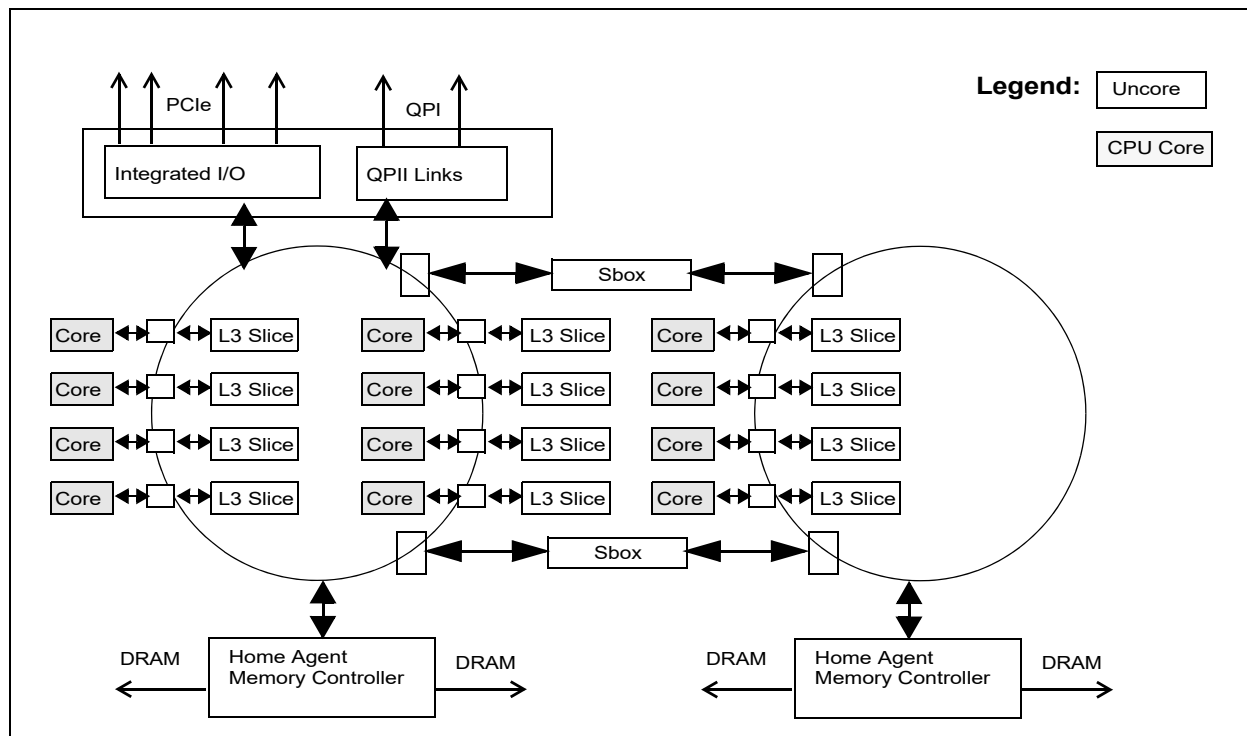 Legend:
Uncore
CPU Core
PCIe
QPI
Integrated I/O
QPII Links
Sbox
Core
L3 Slice
Core
L3 Slice
Core
L3 Slice
Core
L3 Slice
Core
L3 Slice
Core
L3 Slice
Core
L3 Slice
Core
L3 Slice
Core
L3 Slice
Core
L3 Slice
Core
L3 Slice
Core
L3 Slice
Sbox
DRAM
Home Agent
Memory Controller
DRAM
DRAM
Home Agent
Memory Controller
DRAM